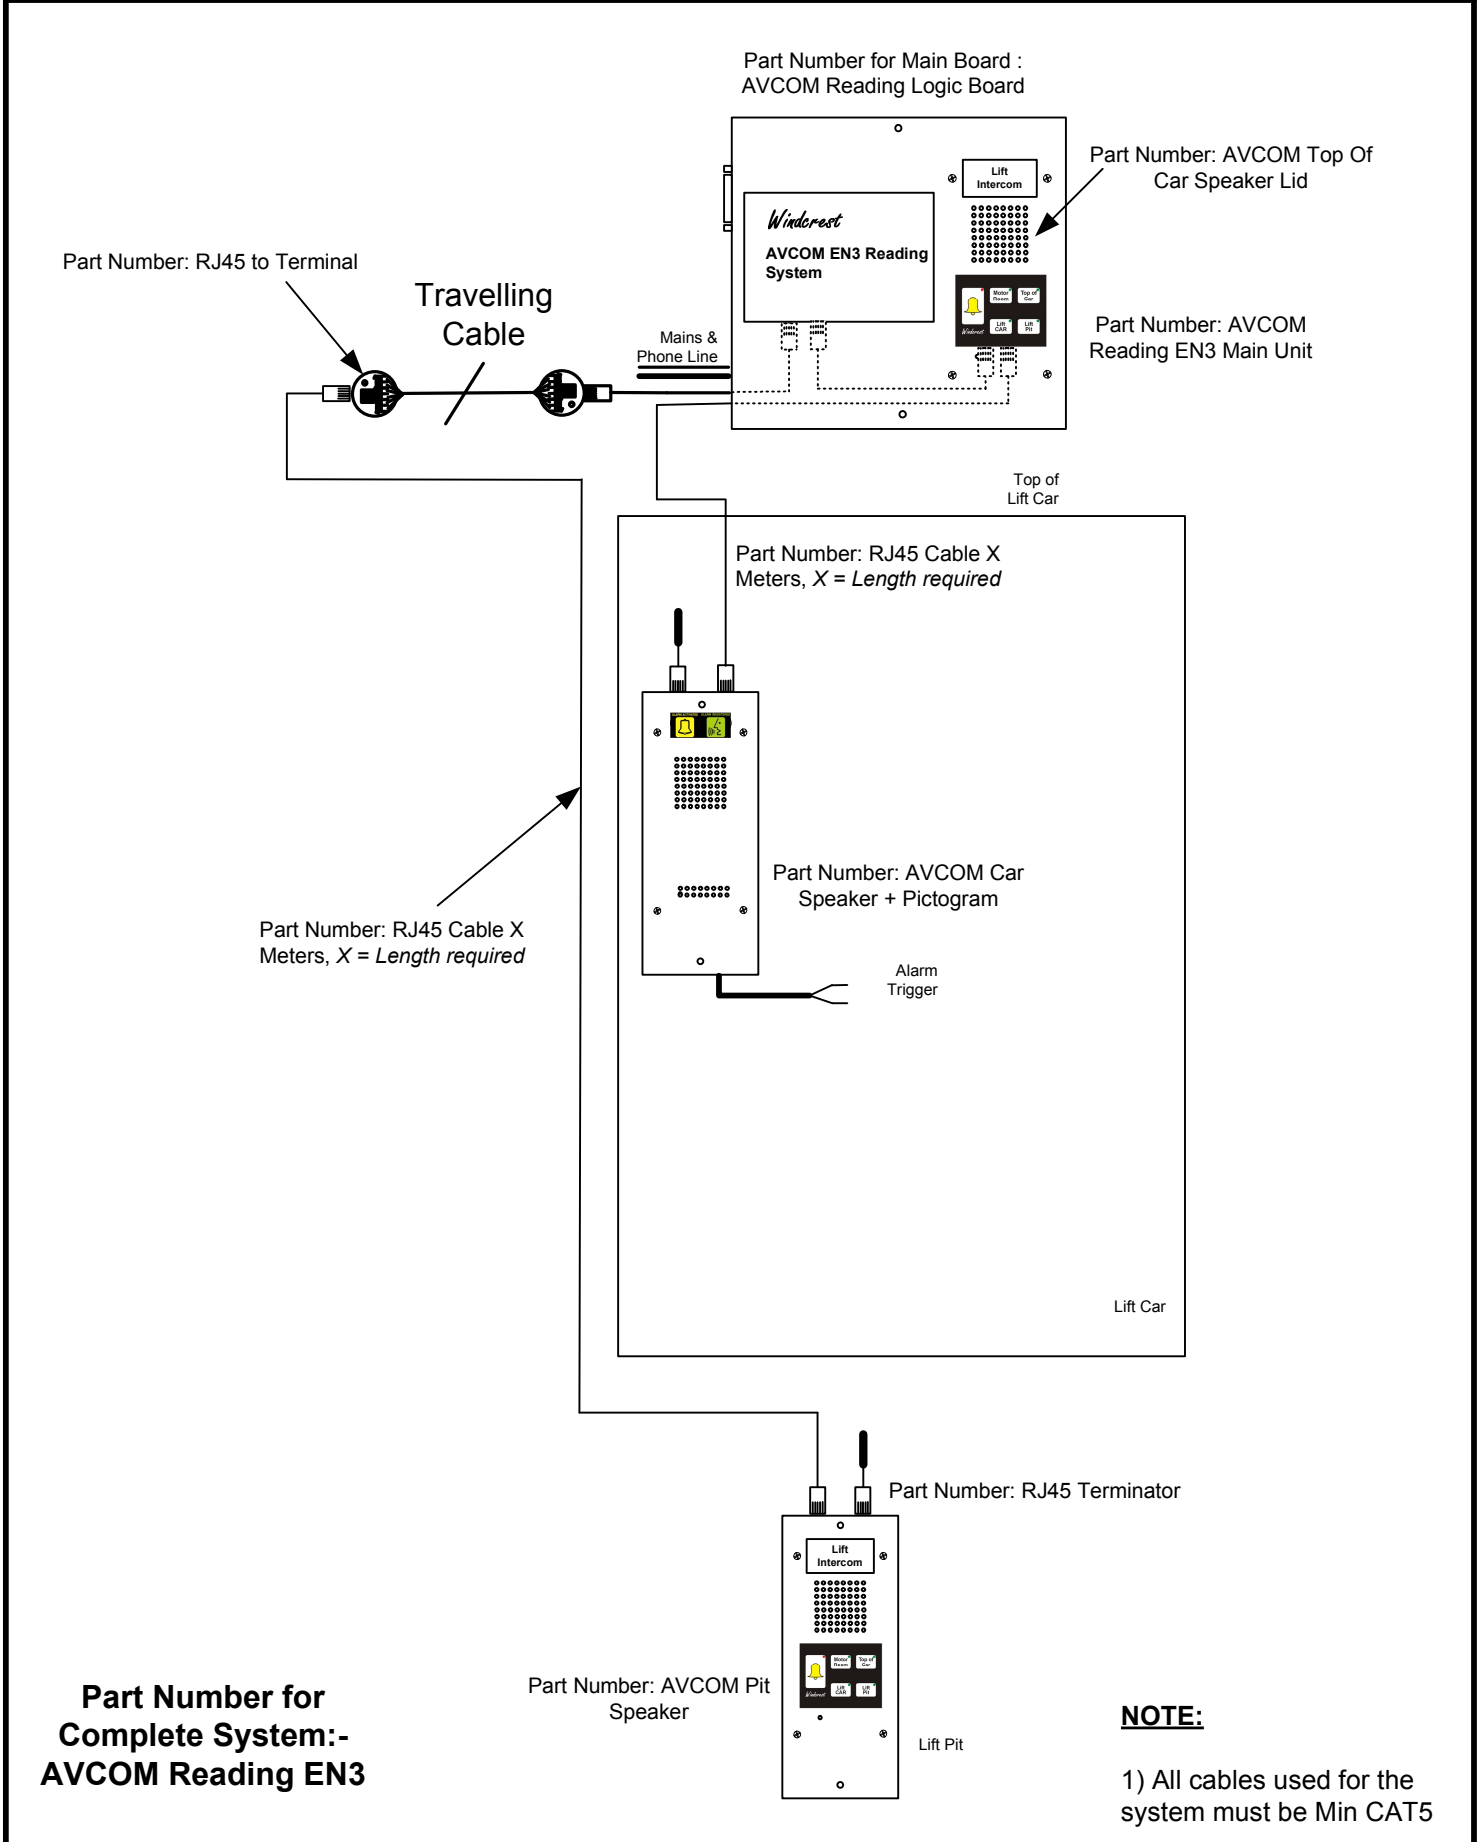 Part Number for Main Board :
AVCOM Reading Logic Board
Part Number: AVCOM Top Of
Car Speaker Lid
Lift
Intercom
Windcrest
AVCOM EN3 Reading
System
Part Number: RJ45 to Terminal
Travelling
Cable
Mains &
Phone Line
Motor
Room
Top of
Car
Lift
CAR
Lift
Pit
Windcrest
Part Number: AVCOM
Reading EN3 Main Unit
Top of
Lift Car
Part Number: RJ45 Cable X
Meters, X = Length required
Part Number: AVCOM Car
Speaker + Pictogram
Part Number: RJ45 Cable X
Meters, X = Length required
Alarm
Trigger
Lift Car
Part Number: RJ45 Terminator
Lift
Intercom
Motor
Room
Top of
Car
Lift
CAR
Lift
Pit
Windcrest
Part Number: AVCOM Pit
Speaker
Lift Pit
Part Number for
Complete System:-
AVCOM Reading EN3
NOTE:
1) All cables used for the
system must be Min CAT5